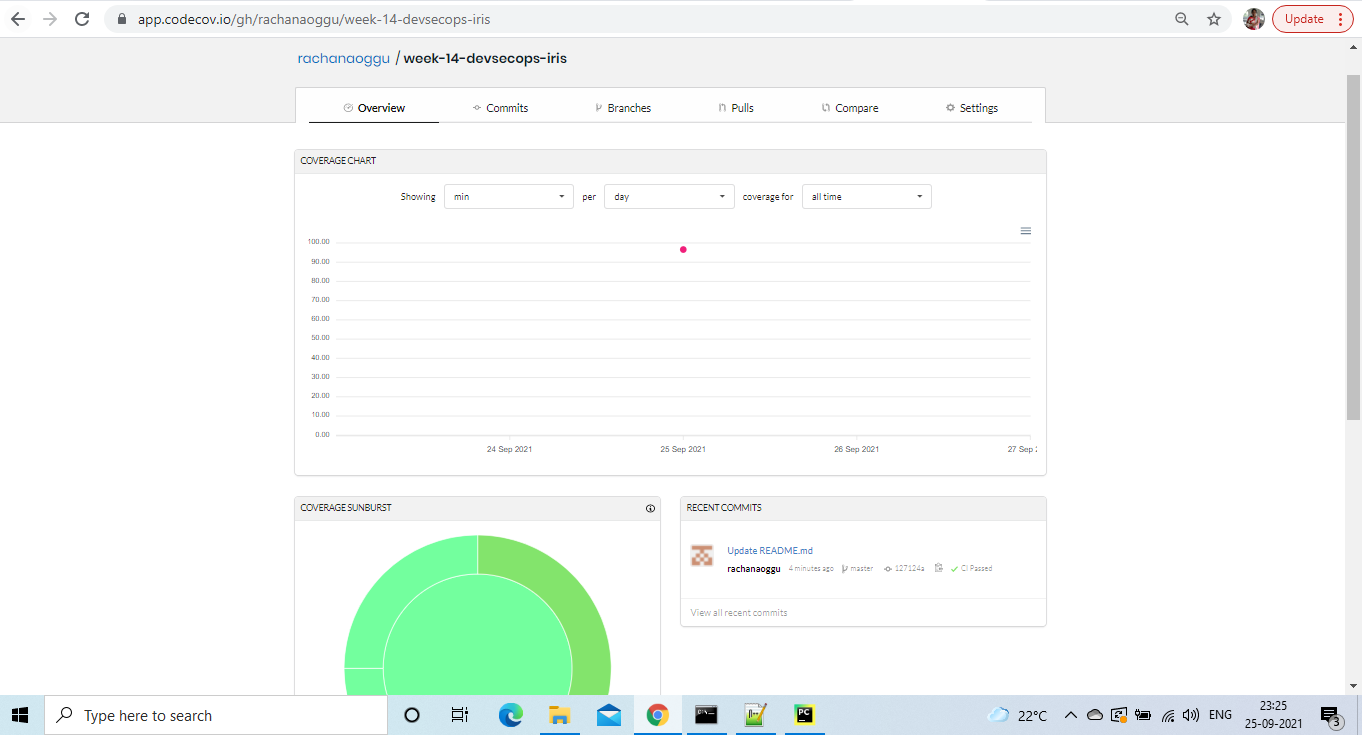 app.codecov.io/gh/rachanaoggu/week-14-devsecops-iris
Update
rachanaoggu / week-14-devsecops-iris
Overview Commits Branches Pulls Compare Settings
COVERAGE CHART
Showing min per day coverage for all time
100.00
90.00
80.00
70.00
60.00
50.00
40.00
30.00
20.00
10.00
0.00
24 Sep 2021 25 Sep 2021 26 Sep 2021 27 Sep 2
COVERAGE SUNBURST
RECENT COMMITS
Update README.md
rachanaoggu 4 minutes ago master 127124a CI Passed
View all recent commits
Type here to search
PC
22°C
ENG
23:25
25-09-2021
3